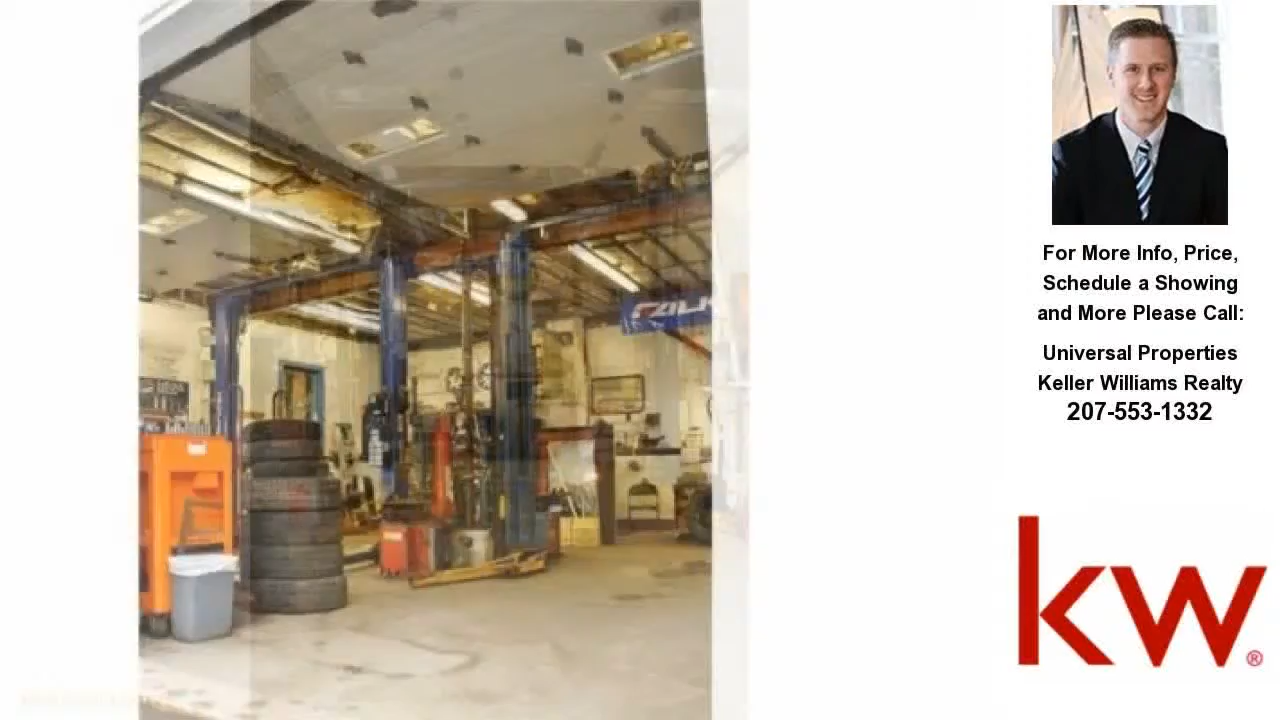 FALK
For More Info, Price,
Schedule a Showing
and More Please Call:
Universal Properties
Keller Williams Realty
207-553-1332
kw®